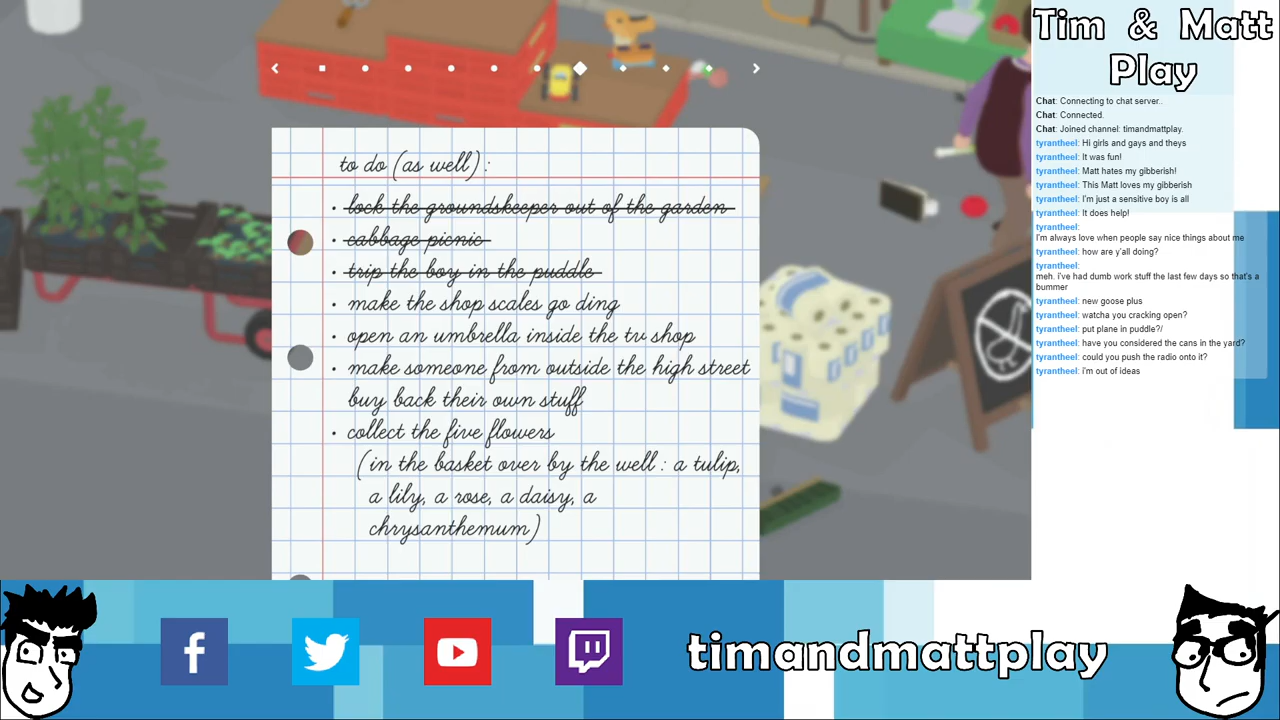 to do (as well) :
• lock the groundskeeper out of the garden
• cabbage picnic
• trip the boy in the puddle
• make the shop scales go ding
• open an umbrella inside the tv shop
• make someone from outside the high street
buy back their own stuff
• collect the five flowers
(in the basket over by the well : a tulip,
a lily, a rose, a daisy, a
chrysanthemum)
Tim & Matt
Play
Chat: Connecting to chat server..
Chat: Connected.
Chat: Joined channel: timandmattplay.
tyrantheel: Hi girls and gays and theys
tyrantheel: It was fun!
tyrantheel: Matt hates my gibberish!
tyrantheel: This Matt loves my gibberish
tyrantheel: I'm just a sensitive boy is all
tyrantheel: It does help!
tyrantheel:
I'm always love when people say nice things about me
tyrantheel: how are y'all doing?
tyrantheel:
meh. i've had dumb work stuff the last few days so that's a
bummer
tyrantheel: new goose plus
tyrantheel: watcha you cracking open?
tyrantheel: put plane in puddle?/
tyrantheel: have you considered the cans in the yard?
tyrantheel: could you push the radio onto it?
tyrantheel: i'm out of ideas
timandmattplay